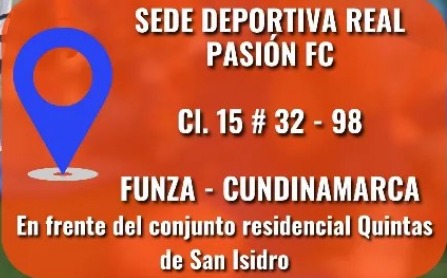 SEDE DEPORTIVA REAL
PASIÓN FC
Cl. 15 # 32 - 98
FUNZA - CUNDINAMARCA
En frente del conjunto residencial Quintas
de San Isidro